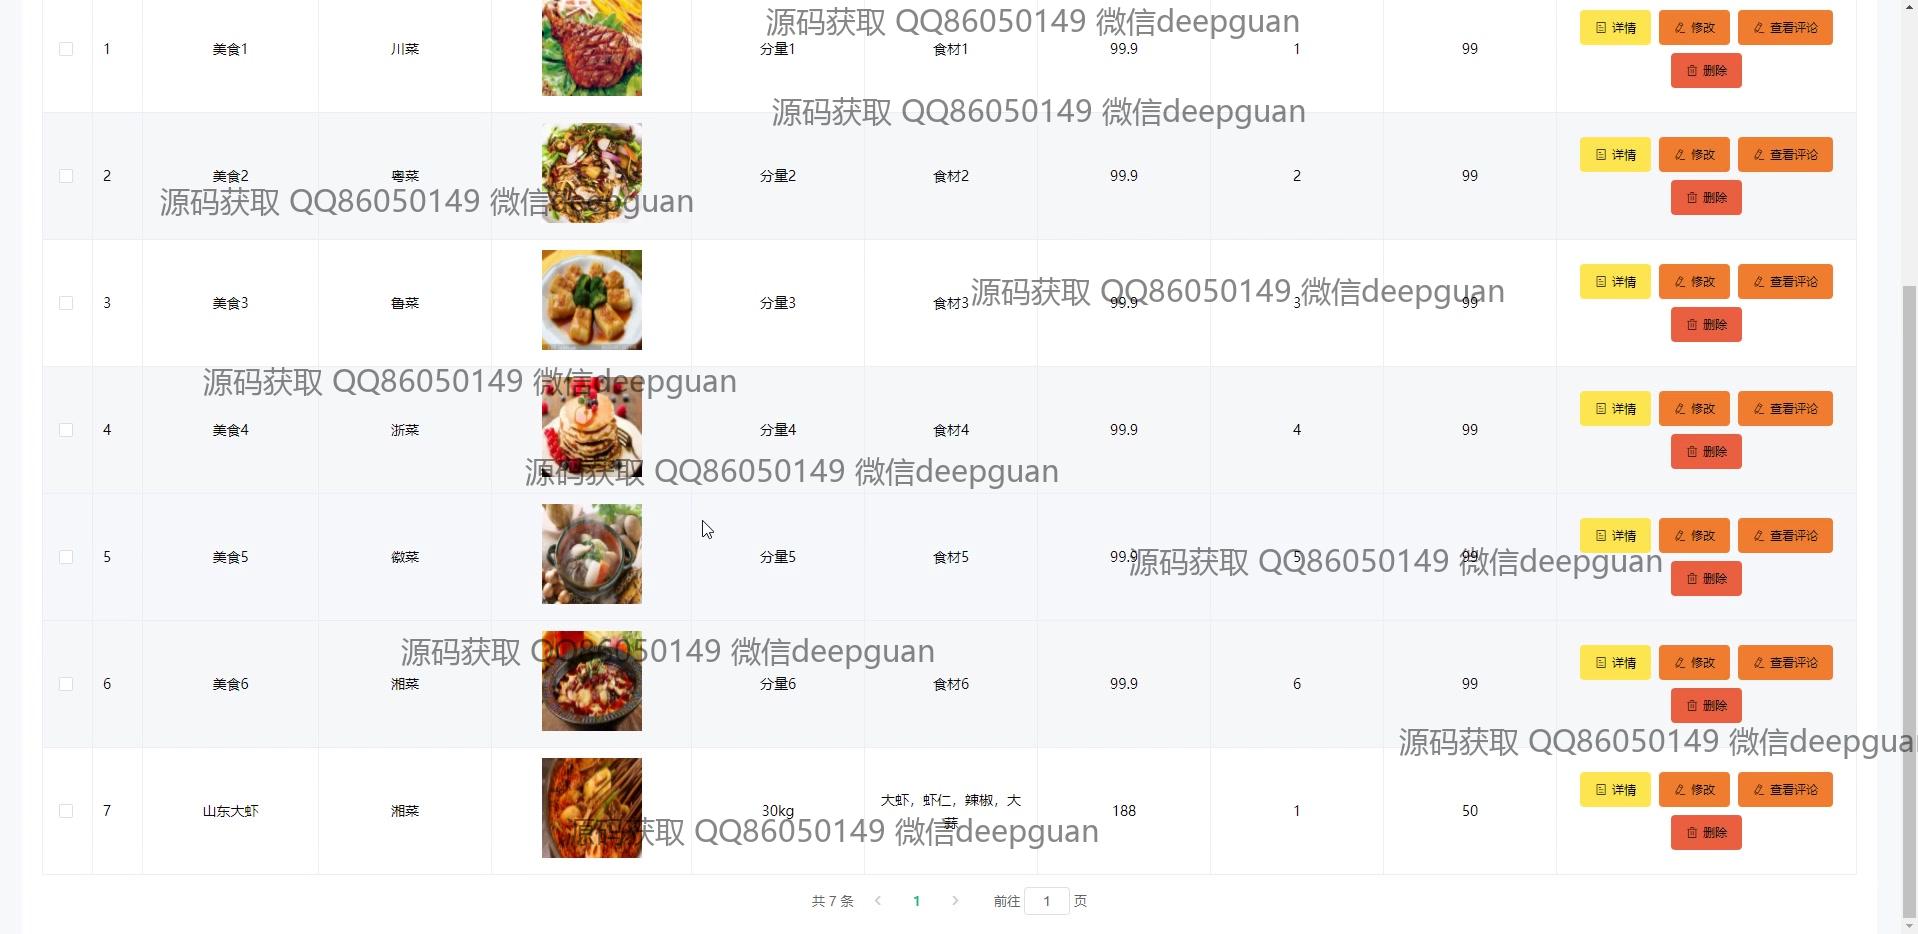 源码获取 QQ86050149 微信deepguan
1 美食1 川菜 分量1 食材1 99.9 1 99 详情 修改 查看评论
删除
源码获取 QQ86050149 微信deepguan
2 美食2 粤菜 分量2 食材2 99.9 2 99 详情 修改 查看评论
删除
源码获取 QQ86050149 微信deepguan
3 美食3 鲁菜 分量3 食材3 99.9 3 99 详情 修改 查看评论
删除
源码获取 QQ86050149 微信deepguan
源码获取 QQ86050149 微信deepguan
4 美食4 浙菜 分量4 食材4 99.9 4 99 详情 修改 查看评论
删除
源码获取 QQ86050149 微信deepguan
5 美食5 徽菜 分量5 食材5 99.9 5 99 详情 修改 查看评论
删除
源码获取 QQ86050149 微信deepguan
源码获取 QQ86050149 微信deepguan
6 美食6 湘菜 分量6 食材6 99.9 6 99 详情 修改 查看评论
删除
源码获取 QQ86050149 微信deepgua
7 山东大虾 湘菜 30kg 大虾，虾仁，辣椒，大 188 1 50 详情 修改 查看评论
蒜
删除
源码获取 QQ86050149 微信deepguan
共 7 条 1 前往 1 页